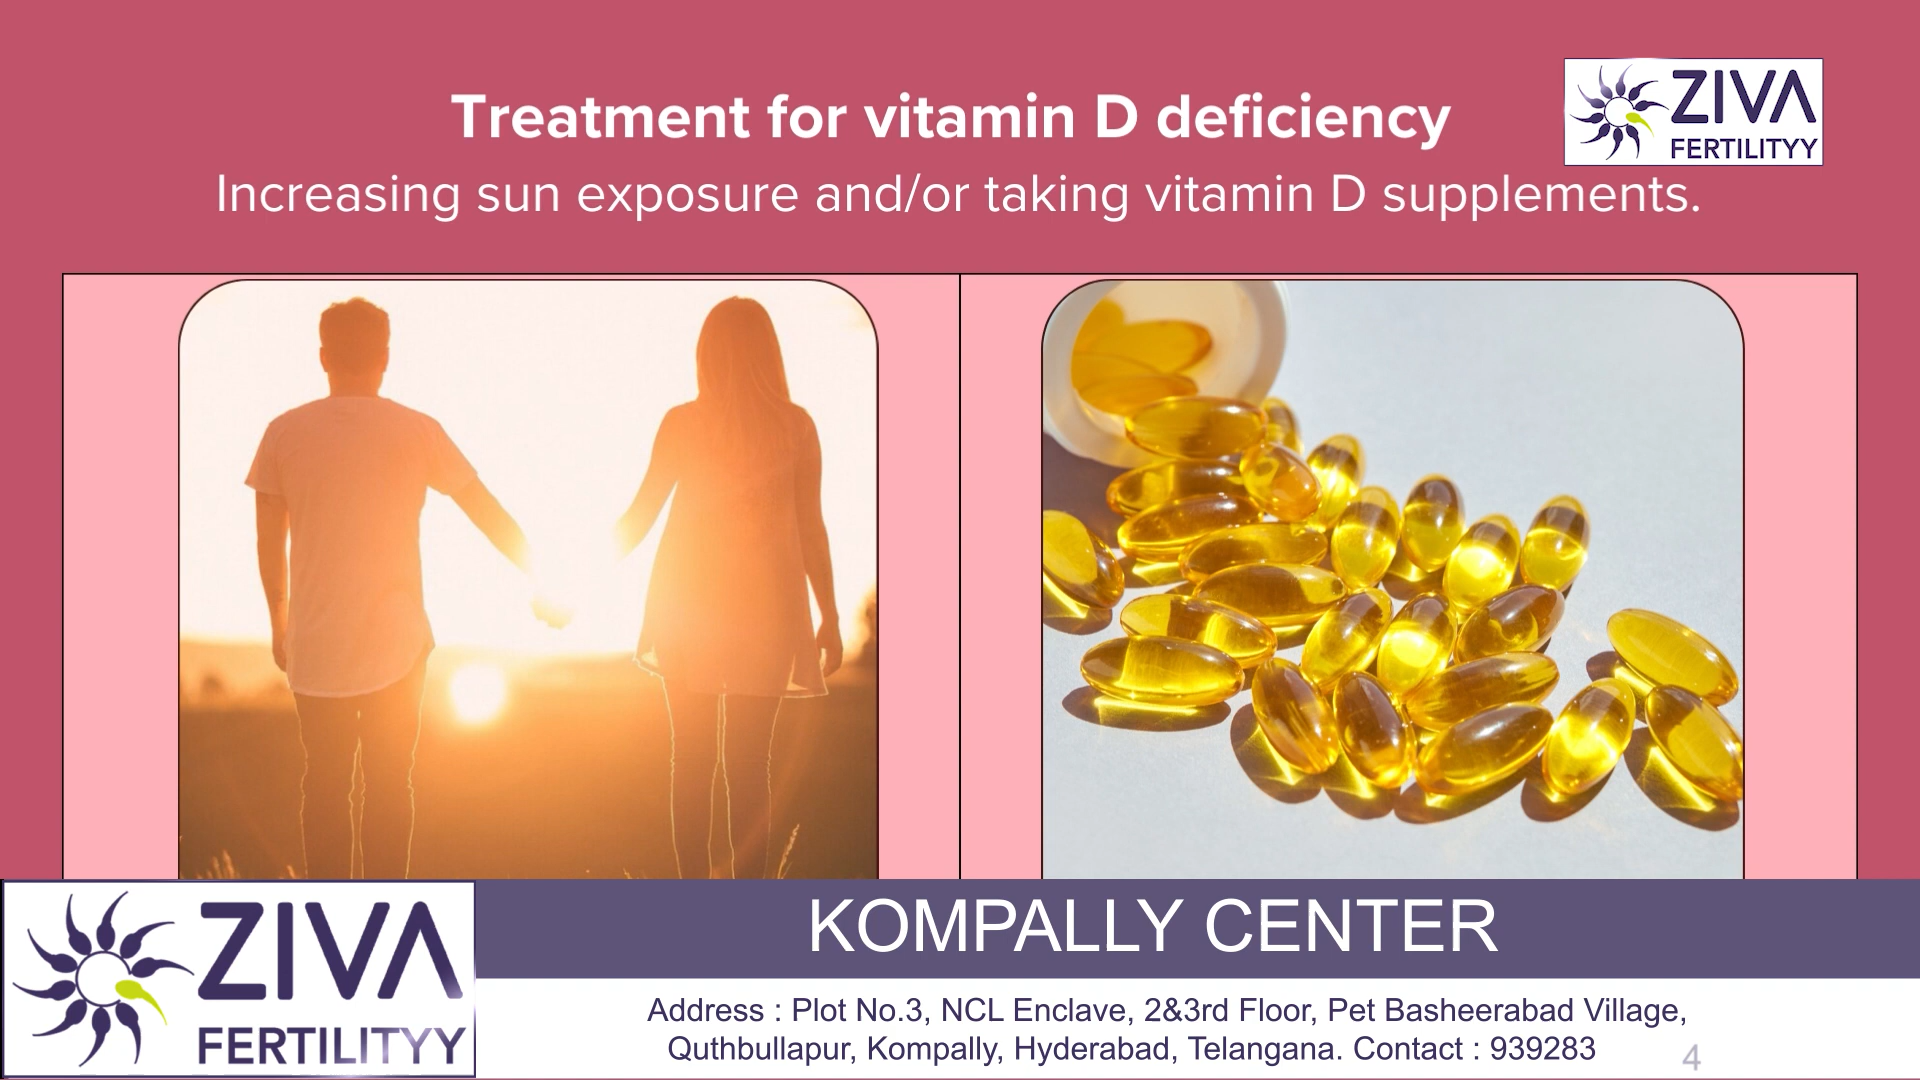 Treatment for vitamin D deficiency
ZIVA
FERTILITYY
Increasing sun exposure and/or taking vitamin D supplements.
ZIVA
FERTILITYY
KOMPALLY CENTER
Address : Plot No.3, NCL Enclave, 2&3rd Floor, Pet Basheerabad Village,
Quthbullapur, Kompally, Hyderabad, Telangana. Contact : 939283
4